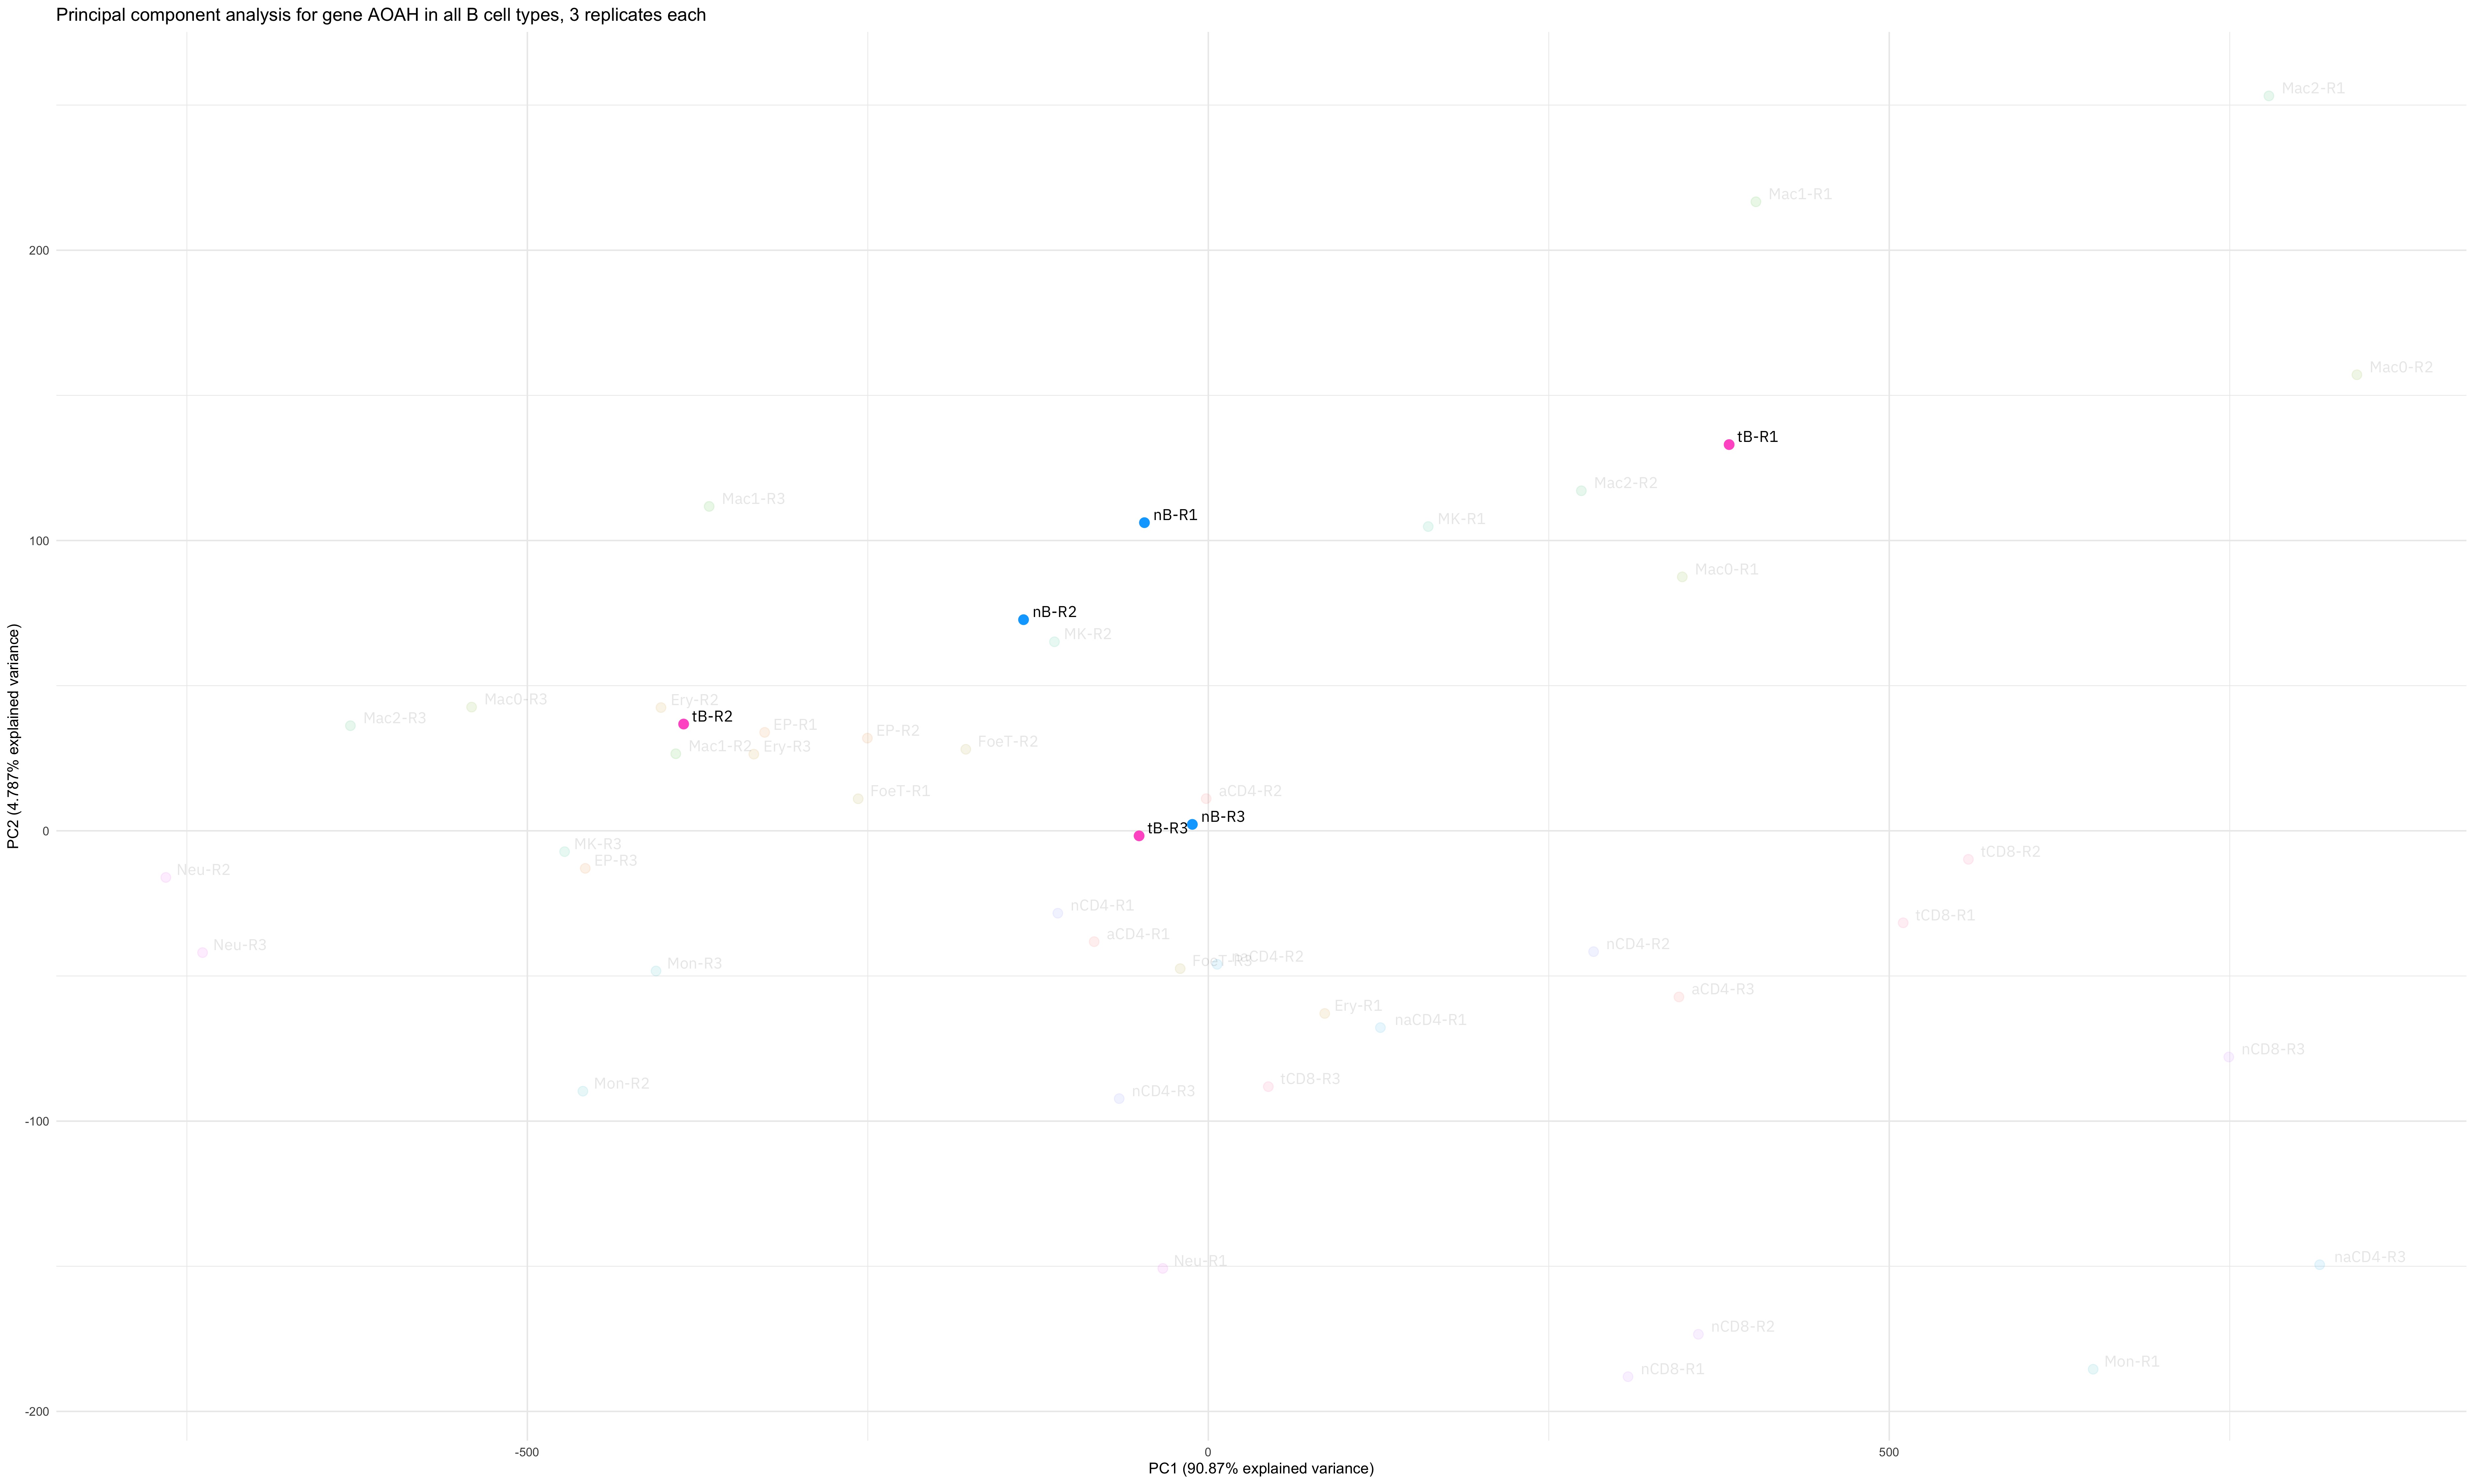 Principal component analysis for gene AOAH in all B cell types, 3 replicates each
Mac2-R1
Mac1-R1
200
Mac0-R2
tB-R1
Mac2-R2
Mac1-R3
nB-R1
MK-R1
100
Mac0-R1
nB-R2
MK-R2
Mac0-R3
Ery-R2
Mac2-R3
tB-R2
EP-R1
EP-R2
FoeT-R2
Mac1-R2
Ery-R3
FoeT-R1
aCD4-R2
nB-R3
tB-R3
0
PC2 (4.787% explained variance)
MK-R3
EP-R3
tCD8-R2
Neu-R2
nCD4-R1
tCD8-R1
aCD4-R1
Neu-R3
nCD4-R2
Mon-R3
FoeT-R3
naCD4-R2
aCD4-R3
Ery-R1
naCD4-R1
nCD8-R3
tCD8-R3
Mon-R2
nCD4-R3
-100
naCD4-R3
Neu-R1
nCD8-R2
Mon-R1
nCD8-R1
-200
-500
0
500
PC1 (90.87% explained variance)